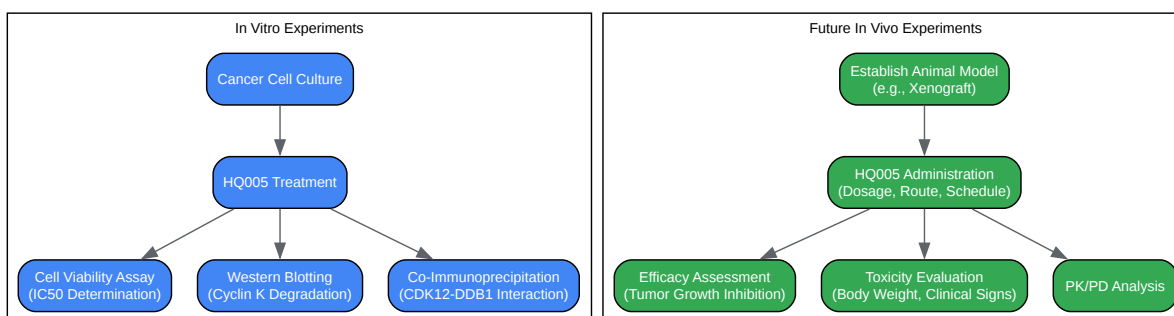 In Vitro Experiments
Cancer Cell Culture
HQ005 Treatment
Cell Viability Assay
(IC50 Determination)
Western Blotting
(Cyclin K Degradation)
Co-Immunoprecipitation
(CDK12-DDB1 Interaction)
Future In Vivo Experiments
Establish Animal Model
(e.g., Xenograft)
HQ005 Administration
(Dosage, Route, Schedule)
Efficacy Assessment
(Tumor Growth Inhibition)
Toxicity Evaluation
(Body Weight, Clinical Signs)
PK/PD Analysis